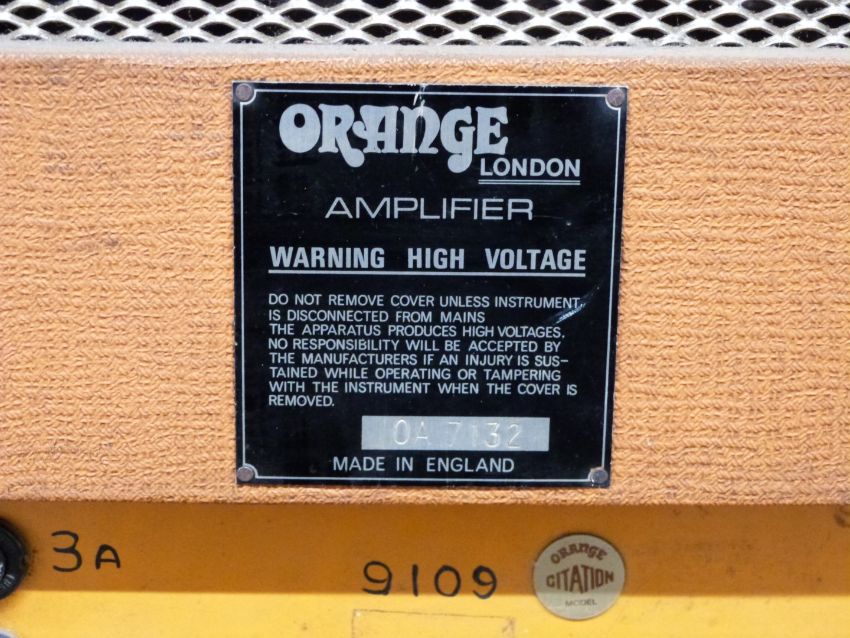 ORANGE
LONDON
AMPLIFIER
WARNING HIGH VOLTAGE
DO NOT REMOVE COVER UNLESS INSTRUMENT
IS DISCONNECTED FROM MAINS
THE APPARATUS PRODUCES HIGH VOLTAGES.
NO RESPONSIBILITY WILL BE ACCEPTED BY
THE MANUFACTURERS IF AN INJURY IS SUS-
TAINED WHILE OPERATING OR TAMPERING
WITH THE INSTRUMENT WHEN THE COVER IS
REMOVED.
OA 7132
MADE IN ENGLAND
3A
9109
ORANGE
CITATION
MODEL